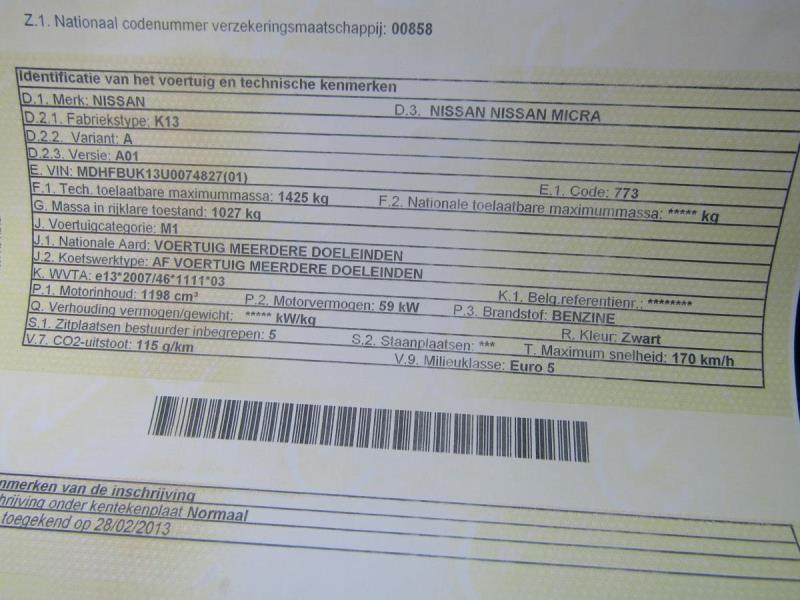 Z.1. Nationaal codenummer verzekeringsmaatschappij: 00858
Identificatie van het voertuig en technische kenmerken
D.1. Merk: NISSAN D.3. NISSAN NISSAN MICRA
D.2.1. Fabriekstype: K13
D.2.2. Variant: A
D.2.3. Versie: A01
E. VIN: MDHFBUK13U0074827(01) E.1. Code: 773
F.1. Tech. toelaatbare maximummassa: 1425 kg F.2. Nationale toelaatbare maximummassa: ***** kg
G. Massa in rijklare toestand: 1027 kg
J. Voertuigcategorie: M1
J.1. Nationale Aard: VOERTUIG MEERDERE DOELEINDEN
J.2. Koetswerktype: AF VOERTUIG MEERDERE DOELEINDEN
K. WVTA: e13*2007/46*1111*03 K.1. Belg.referentienr.: ********
P.1. Motorinhoud: 1198 cm³ P.2. Motorvermogen: 59 kW P.3. Brandstof: BENZINE
Q. Verhouding vermogen/gewicht: ***** kW/kg R. Kleur: Zwart
S.1. Zitplaatsen bestuurder inbegrepen: 5 S.2. Staanplaatsen: *** T. Maximum snelheid: 170 km/h
V.7. CO2-uitstoot: 115 g/km V.9. Milieuklasse: Euro 5
nmerken van de inschrijving
hrijving onder kentekenplaat Normaal
toegekend op 28/02/2013